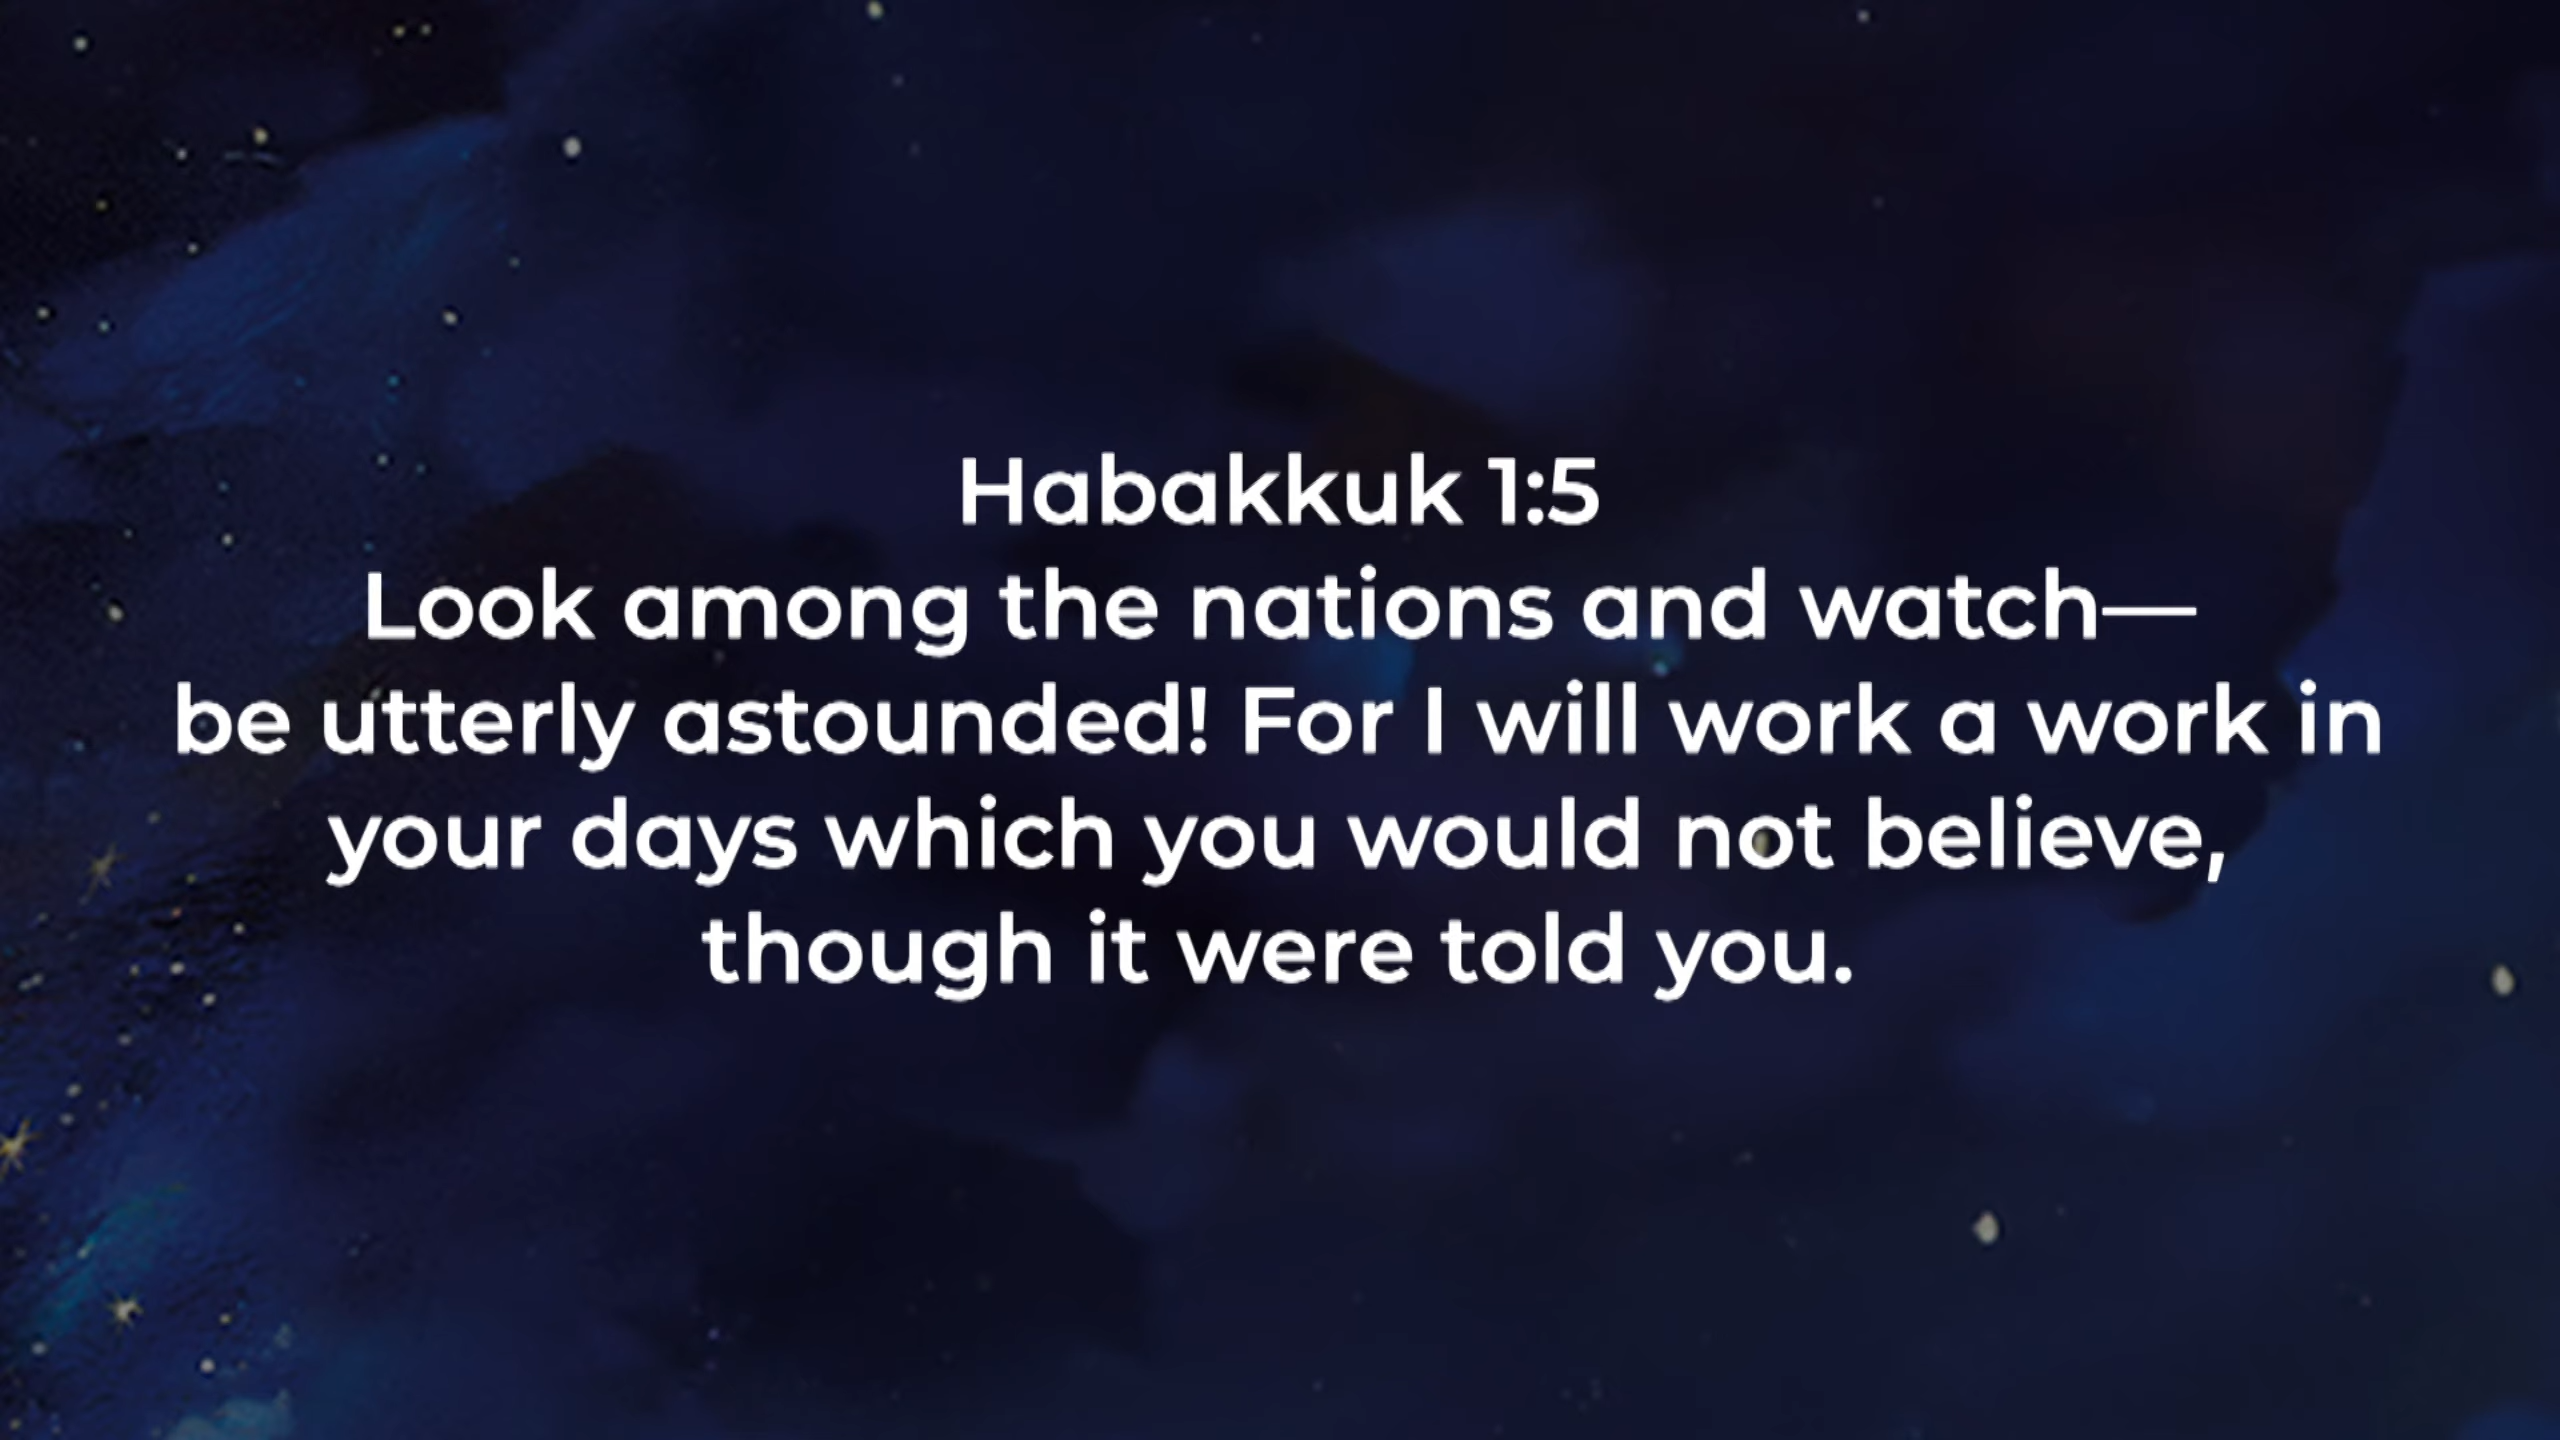 Habakkuk 1:5
Look among the nations and watch—
be utterly astounded! For I will work a work in
your days which you would not believe,
though it were told you.